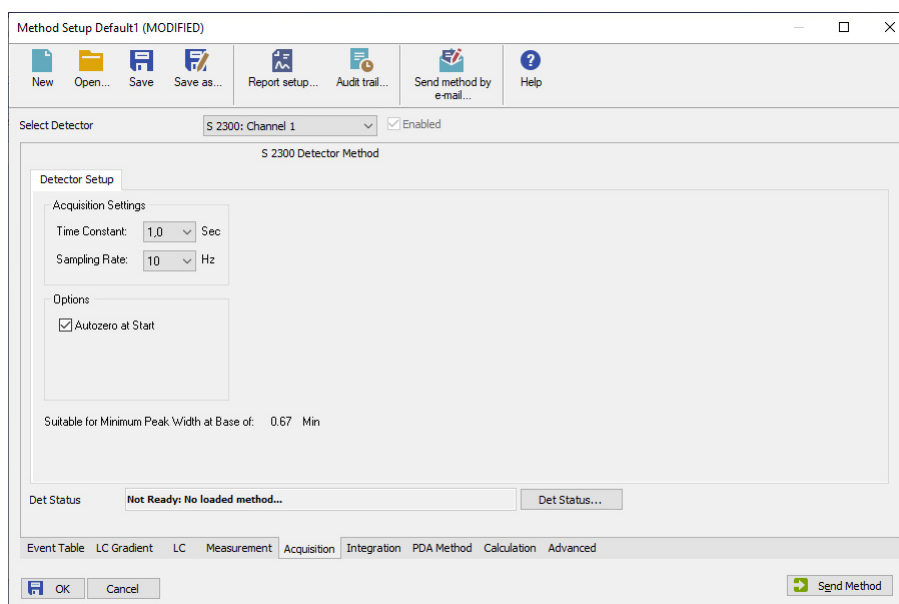 Method Setup Default1 (MODIFIED)
New Open... Save Save as... Report setup... Audit trail... Send method by e-mail... Help
Select Detector S 2300: Channel 1 Enabled
S 2300 Detector Method
Detector Setup
Acquisition Settings
Time Constant: 1,0 Sec
Sampling Rate: 10 Hz
Options
Autozero at Start
Suitable for Minimum Peak Width at Base of: 0.67 Min
Det Status Not Ready: No loaded method... Det Status...
Event Table LC Gradient LC Measurement Acquisition Integration PDA Method Calculation Advanced
OK Cancel Send Method